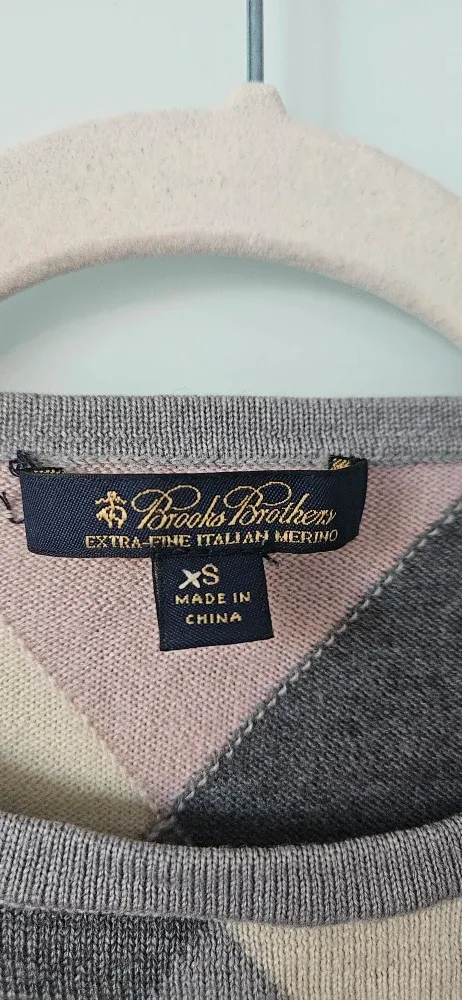 Brooks Brothers
EXTRA-FINE ITALIAN MERINO
XS
MADE IN
CHINA